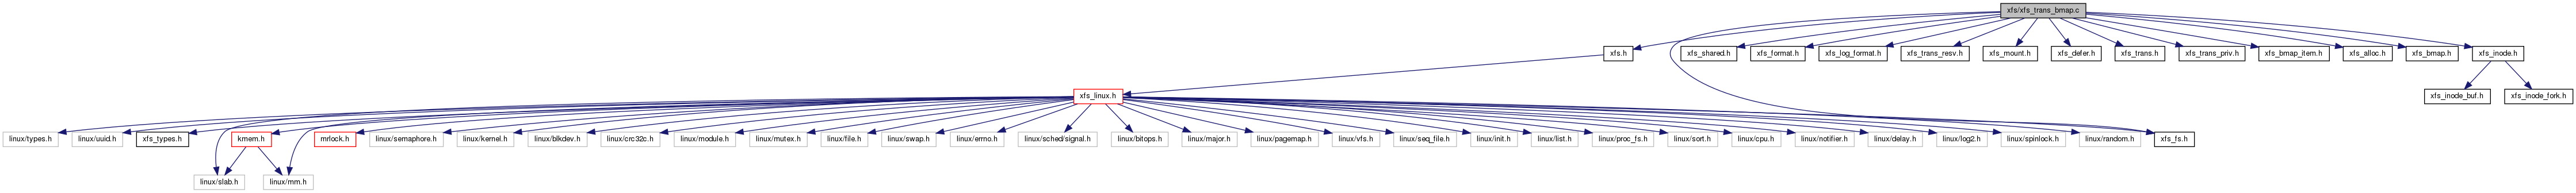 xfs/xfs_trans_bmap.c
xfs.h
xfs_shared.h
xfs_format.h
xfs_log_format.h
xfs_trans_resv.h
xfs_mount.h
xfs_defer.h
xfs_trans.h
xfs_trans_priv.h
xfs_bmap_item.h
xfs_alloc.h
xfs_bmap.h
xfs_inode.h
xfs_linux.h
xfs_inode_buf.h
xfs_inode_fork.h
linux/types.h
linux/uuid.h
xfs_types.h
kmem.h
mrlock.h
linux/semaphore.h
linux/kernel.h
linux/blkdev.h
linux/crc32c.h
linux/module.h
linux/mutex.h
linux/file.h
linux/swap.h
linux/errno.h
linux/sched/signal.h
linux/bitops.h
linux/major.h
linux/pagemap.h
linux/vfs.h
linux/seq_file.h
linux/init.h
linux/list.h
linux/proc_fs.h
linux/sort.h
linux/cpu.h
linux/notifier.h
linux/delay.h
linux/log2.h
linux/spinlock.h
linux/random.h
xfs_fs.h
linux/slab.h
linux/mm.h